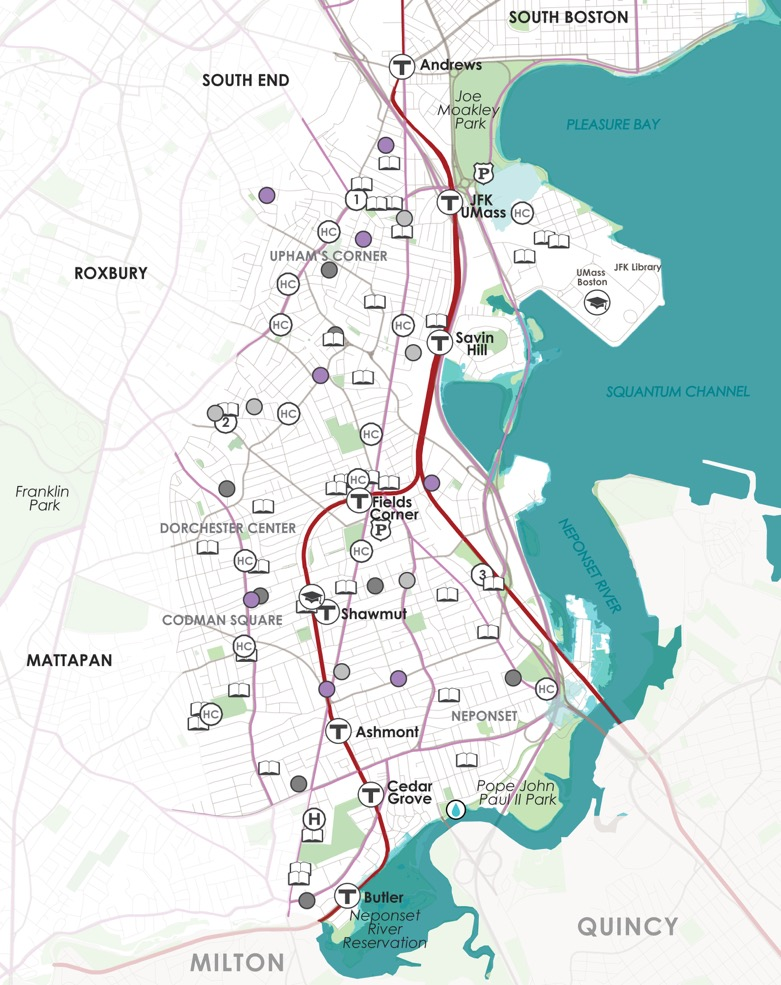 SOUTH BOSTON
T
Andrews
SOUTH END
Joe
Moakley
Park
PLEASURE BAY
P
1
T
JFK
UMass
HC
HC
UPHAM'S CORNER
ROXBURY
JFK Library
UMass
Boston
HC
HC
HC
T
Savin
Hill
SQUANTUM CHANNEL
2
HC
HC
Franklin
Park
HC
T
Fields
Corner
P
DORCHESTER CENTER
NEPONSET RIVER
HC
HC
3
CODMAN SQUARE
T
Shawmut
HC
MATTAPAN
HC
HC
NEPONSET
T
Ashmont
T
Cedar
Grove
Pope John
Paul II Park
H
T
Butler
Neponset
River
Reservation
QUINCY
MILTON